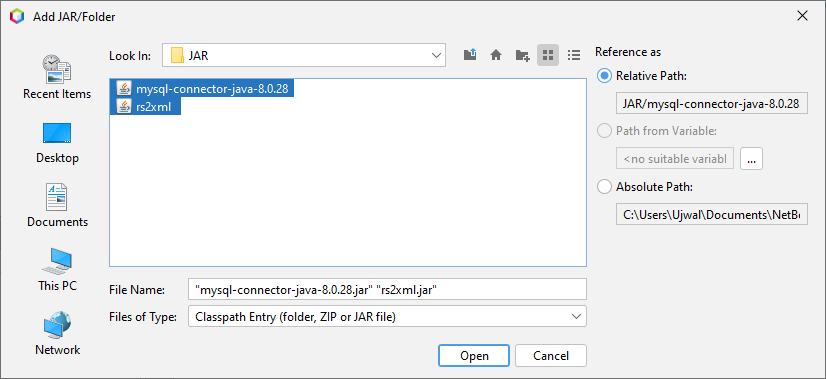 Add JAR/Folder
Look In:
JAR
Recent Items
Desktop
Documents
This PC
Network
mysql-connector-java-8.0.28
rs2xml
File Name:
"mysql-connector-java-8.0.28.jar" "rs2xml.jar"
Files of Type:
Classpath Entry (folder, ZIP or JAR file)
Open
Cancel
Reference as
Relative Path:
JAR/mysql-connector-java-8.0.28
Path from Variable:
<no suitable variabl
...
Absolute Path:
C:\Users\Ujwal\Documents\NetBe